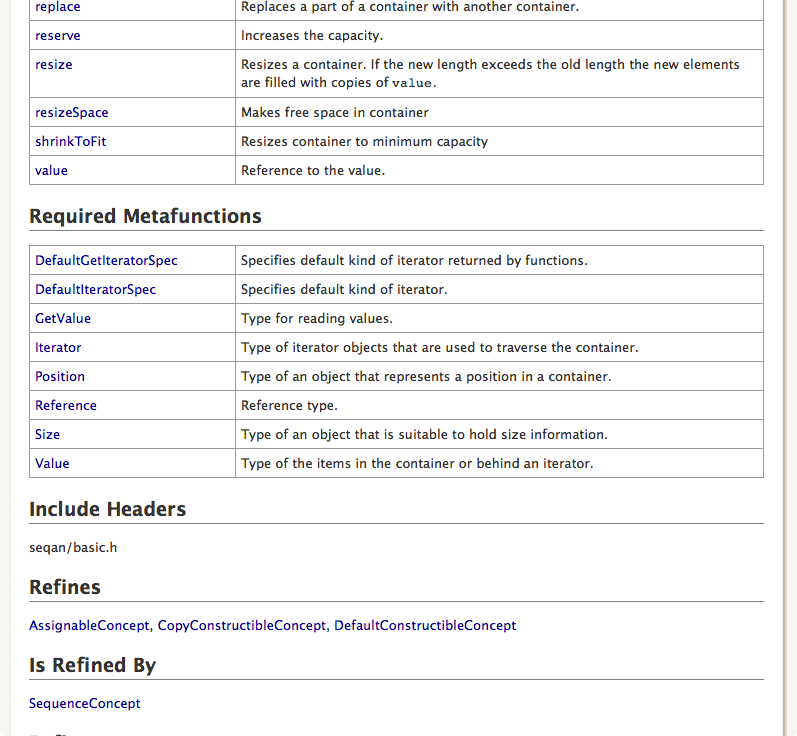 replace Replaces a part of a container with another container.
reserve Increases the capacity.
resize Resizes a container. If the new length exceeds the old length the new elements
are filled with copies of value.
resizeSpace Makes free space in container
shrinkToFit Resizes container to minimum capacity
value Reference to the value.
Required Metafunctions
DefaultGetIteratorSpec Specifies default kind of iterator returned by functions.
DefaultIteratorSpec Specifies default kind of iterator.
GetValue Type for reading values.
Iterator Type of iterator objects that are used to traverse the container.
Position Type of an object that represents a position in a container.
Reference Reference type.
Size Type of an object that is suitable to hold size information.
Value Type of the items in the container or behind an iterator.
Include Headers
seqan/basic.h
Refines
AssignableConcept, CopyConstructibleConcept, DefaultConstructibleConcept
Is Refined By
SequenceConcept